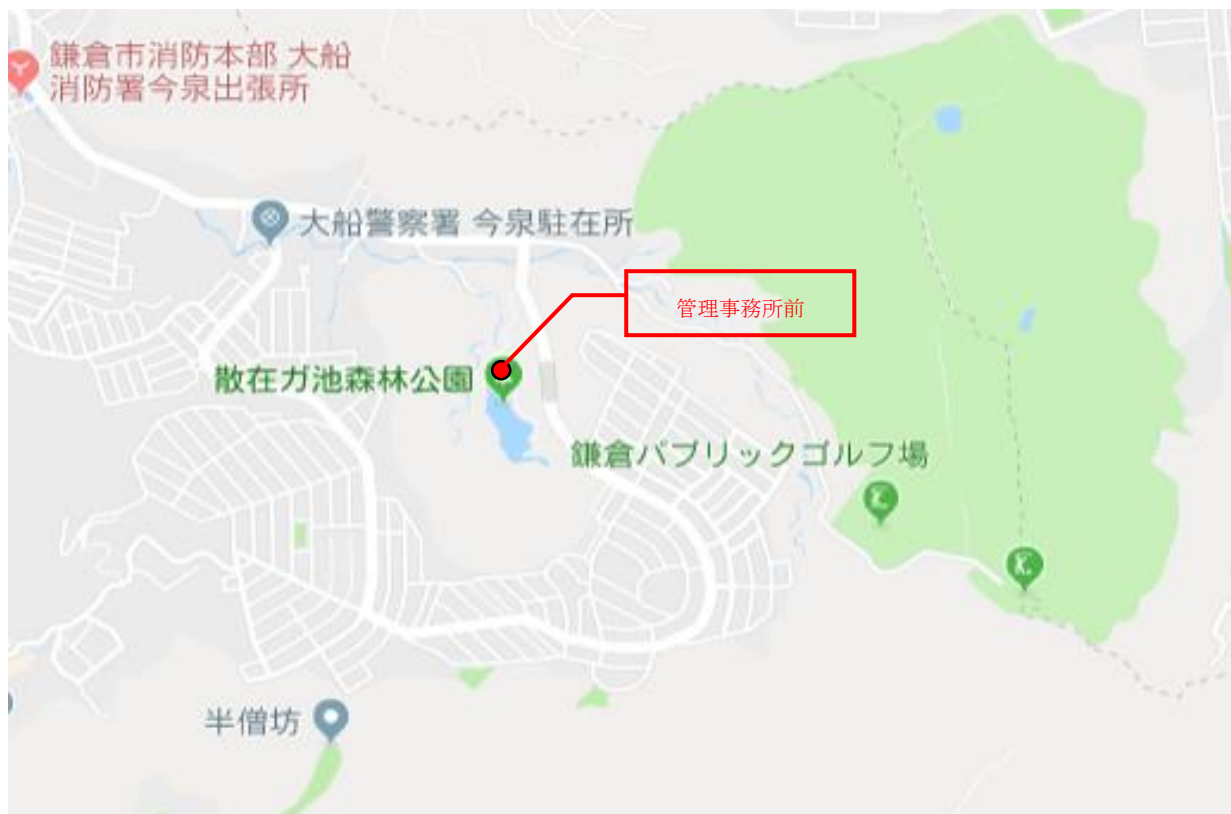 鎌倉市消防本部 大船
消防署今泉出張所
大船警察署 今泉駐在所
管理事務所前
散在ガ池森林公園
鎌倉パブリックゴルフ場
半僧坊